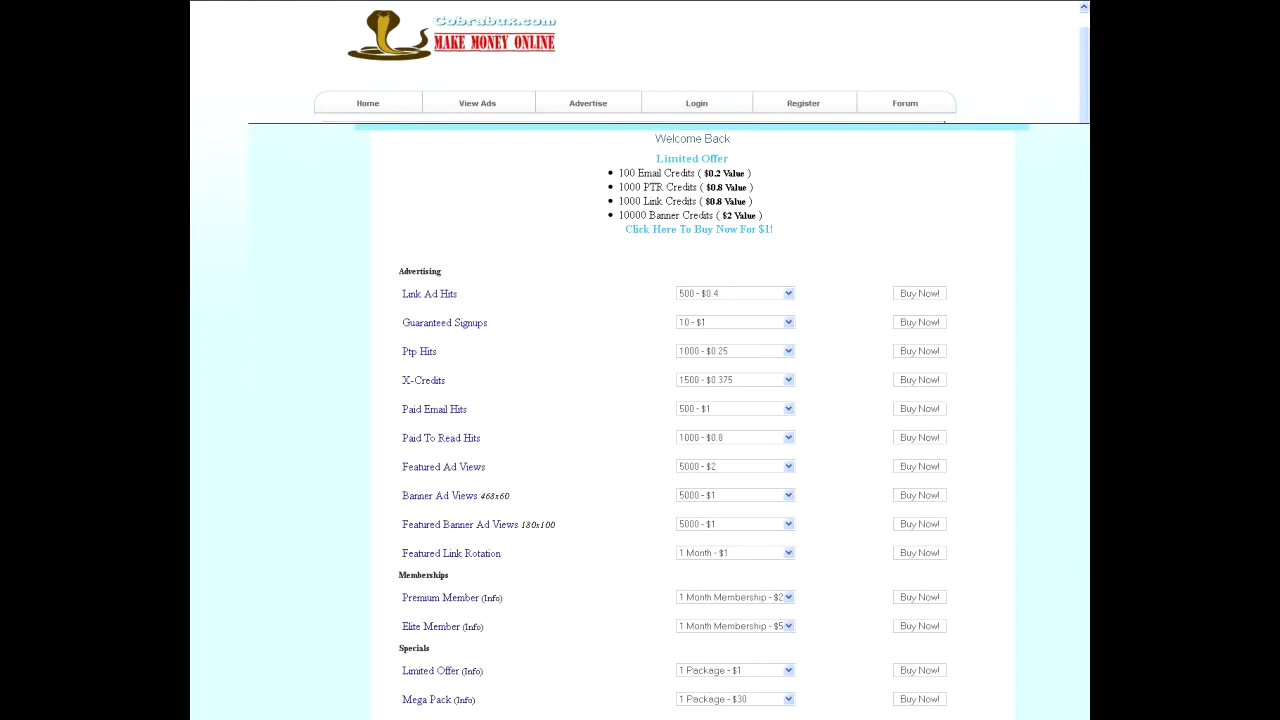 Cobrabux.com
MAKE MONEY ONLINE
Home View Ads Advertise Login Register Forum
Welcome Back
Limited Offer
100 Email Credits ( $0.2 Value )
1000 PTR Credits ( $0.8 Value )
1000 Link Credits ( $0.8 Value )
10000 Banner Credits ( $2 Value )
Click Here To Buy Now For $1!
Advertising
Link Ad Hits 500 - $0.4 Buy Now!
Guaranteed Signups 10 - $1 Buy Now!
Ptp Hits 1000 - $0.25 Buy Now!
X-Credits 1500 - $0.375 Buy Now!
Paid Email Hits 500 - $1 Buy Now!
Paid To Read Hits 1000 - $0.8 Buy Now!
Featured Ad Views 5000 - $2 Buy Now!
Banner Ad Views 468x60 5000 - $1 Buy Now!
Featured Banner Ad Views 180x100 5000 - $1 Buy Now!
Featured Link Rotation 1 Month - $1 Buy Now!
Memberships
Premium Member (Info) 1 Month Membership - $2 Buy Now!
Elite Member (Info) 1 Month Membership - $5 Buy Now!
Specials
Limited Offer (Info) 1 Package - $1 Buy Now!
Mega Pack (Info) 1 Package - $30 Buy Now!